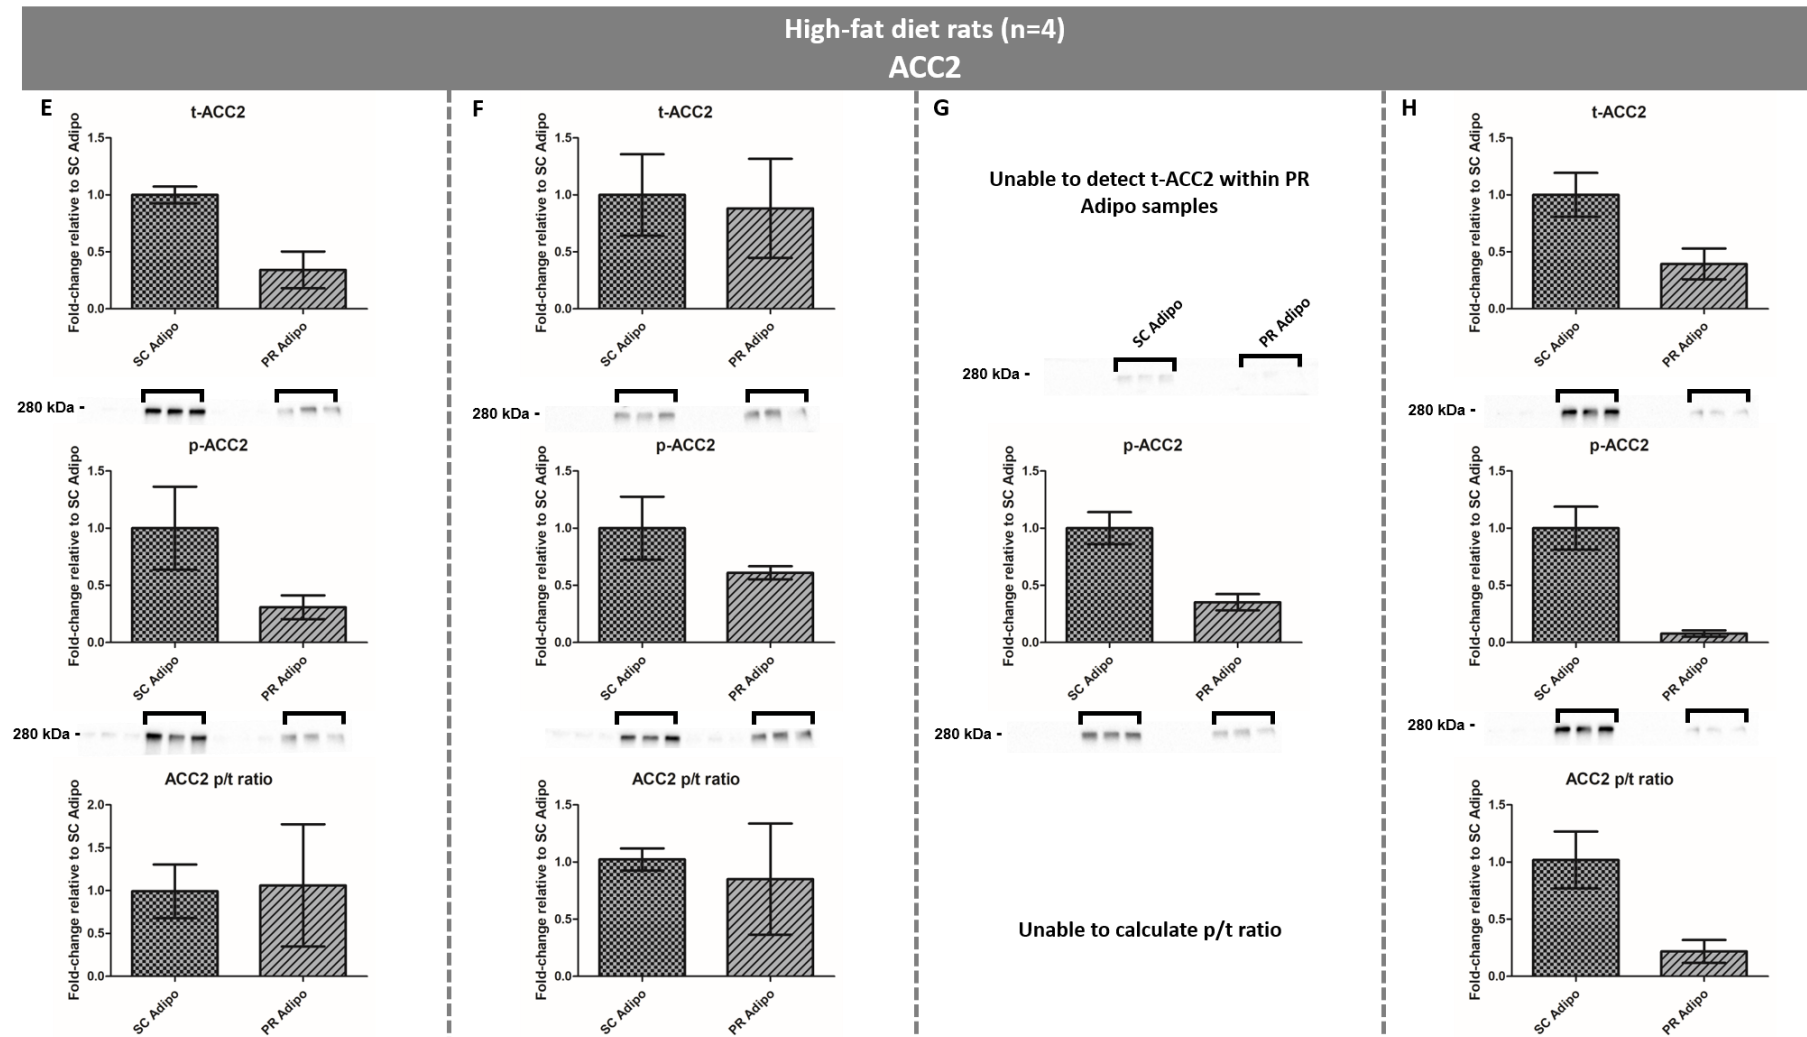 High-fat diet rats (n=4)
ACC2
E
t-ACC2
Fold-change relative to SC Adipo
1.5
1.0
0.5
0.0
SC Adipo
PR Adipo
280 kDa -
p-ACC2
Fold-change relative to SC Adipo
1.5
1.0
0.5
0.0
SC Adipo
PR Adipo
280 kDa -
ACC2 p/t ratio
Fold-change relative to SC Adipo
2.0
1.5
1.0
0.5
0.0
SC Adipo
PR Adipo
F
t-ACC2
Fold-change relative to SC Adipo
1.5
1.0
0.5
0.0
SC Adipo
PR Adipo
280 kDa -
p-ACC2
Fold-change relative to SC Adipo
1.5
1.0
0.5
0.0
SC Adipo
PR Adipo
ACC2 p/t ratio
Fold-change relative to SC Adipo
1.5
1.0
0.5
0.0
SC Adipo
PR Adipo
G
Unable to detect t-ACC2 within PR
Adipo samples
SC Adipo
PR Adipo
280 kDa -
p-ACC2
Fold-change relative to SC Adipo
1.5
1.0
0.5
0.0
SC Adipo
PR Adipo
280 kDa -
Unable to calculate p/t ratio
H
t-ACC2
Fold-change relative to SC Adipo
1.5
1.0
0.5
0.0
SC Adipo
PR Adipo
280 kDa -
p-ACC2
Fold-change relative to SC Adipo
1.5
1.0
0.5
0.0
SC Adipo
PR Adipo
280 kDa -
ACC2 p/t ratio
Fold-change relative to SC Adipo
1.5
1.0
0.5
0.0
SC Adipo
PR Adipo